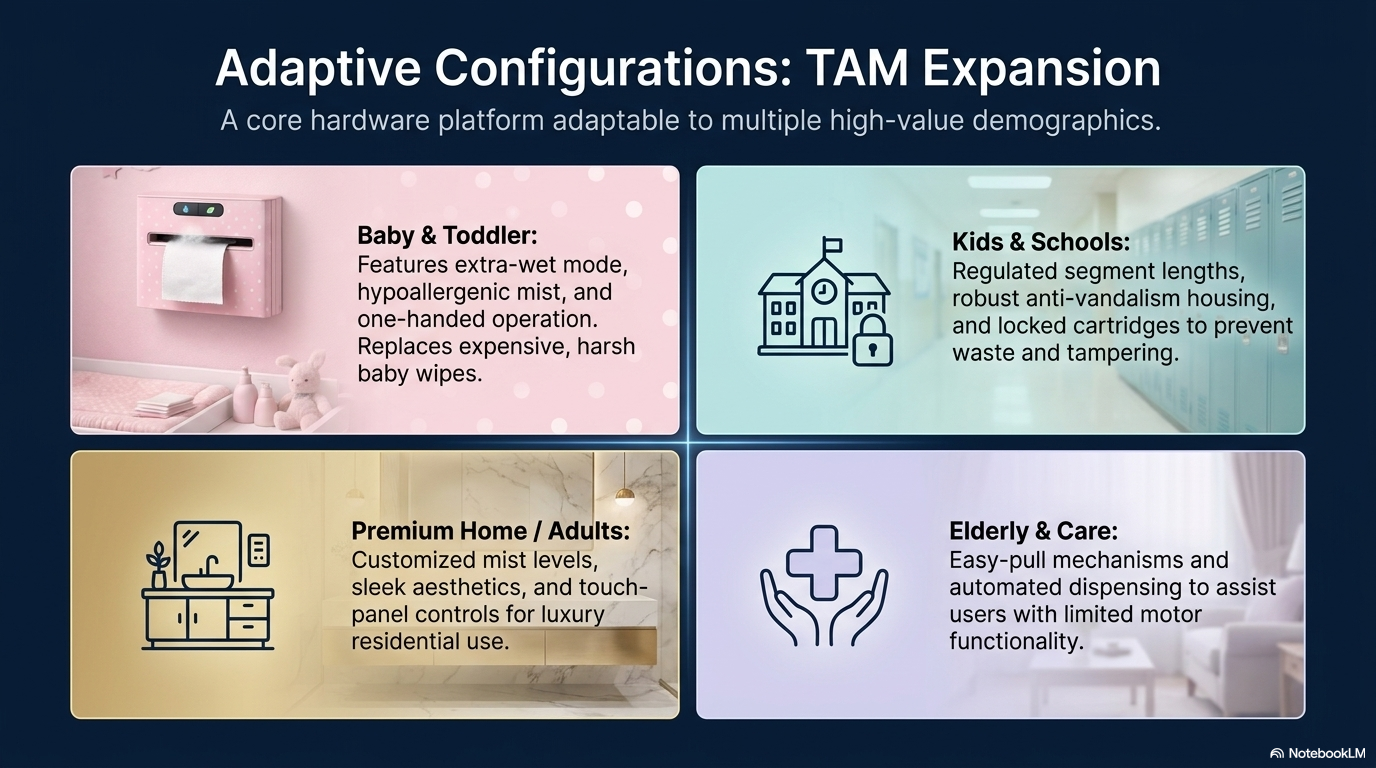 Adaptive Configurations: TAM Expansion
A core hardware platform adaptable to multiple high-value demographics.
Baby & Toddler:
Features extra-wet mode,
hypoallergenic mist, and
one-handed operation.
Replaces expensive, harsh
baby wipes.
Kids & Schools:
Regulated segment lengths,
robust anti-vandalism housing,
and locked cartridges to prevent
waste and tampering.
Premium Home / Adults:
Customized mist levels,
sleek aesthetics, and touch-
panel controls for luxury
residential use.
Elderly & Care:
Easy-pull mechanisms and
automated dispensing to assist
users with limited motor
functionality.
NotebookLM